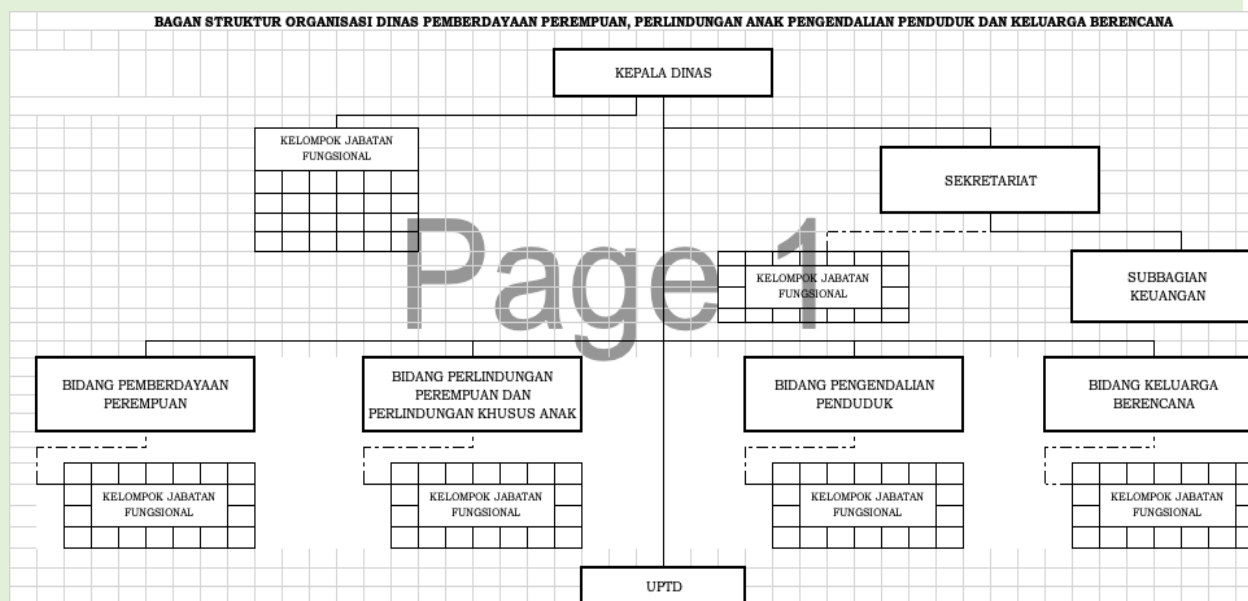 BAGAN STRUKTUR ORGANISASI DINAS PEMBERDAYAAN PEREMPUAN, PERLINDUNGAN ANAK PENGENDALIAN PENDUDUK DAN KELUARGA BERENCANA
KEPALA DINAS
KELOMPOK JABATAN
FUNGSIONAL
SEKRETARIAT
Page 1
KELOMPOK JABATAN
FUNGSIONAL
SUBBAGIAN
KEUANGAN
BIDANG PEMBERDAYAAN
PEREMPUAN
BIDANG PERLINDUNGAN
PEREMPUAN DAN
PERLINDUNGAN KHUSUS ANAK
BIDANG PENGENDALIAN
PENDUDUK
BIDANG KELUARGA
BERENCANA
KELOMPOK JABATAN
FUNGSIONAL
KELOMPOK JABATAN
FUNGSIONAL
KELOMPOK JABATAN
FUNGSIONAL
KELOMPOK JABATAN
FUNGSIONAL
UPTD